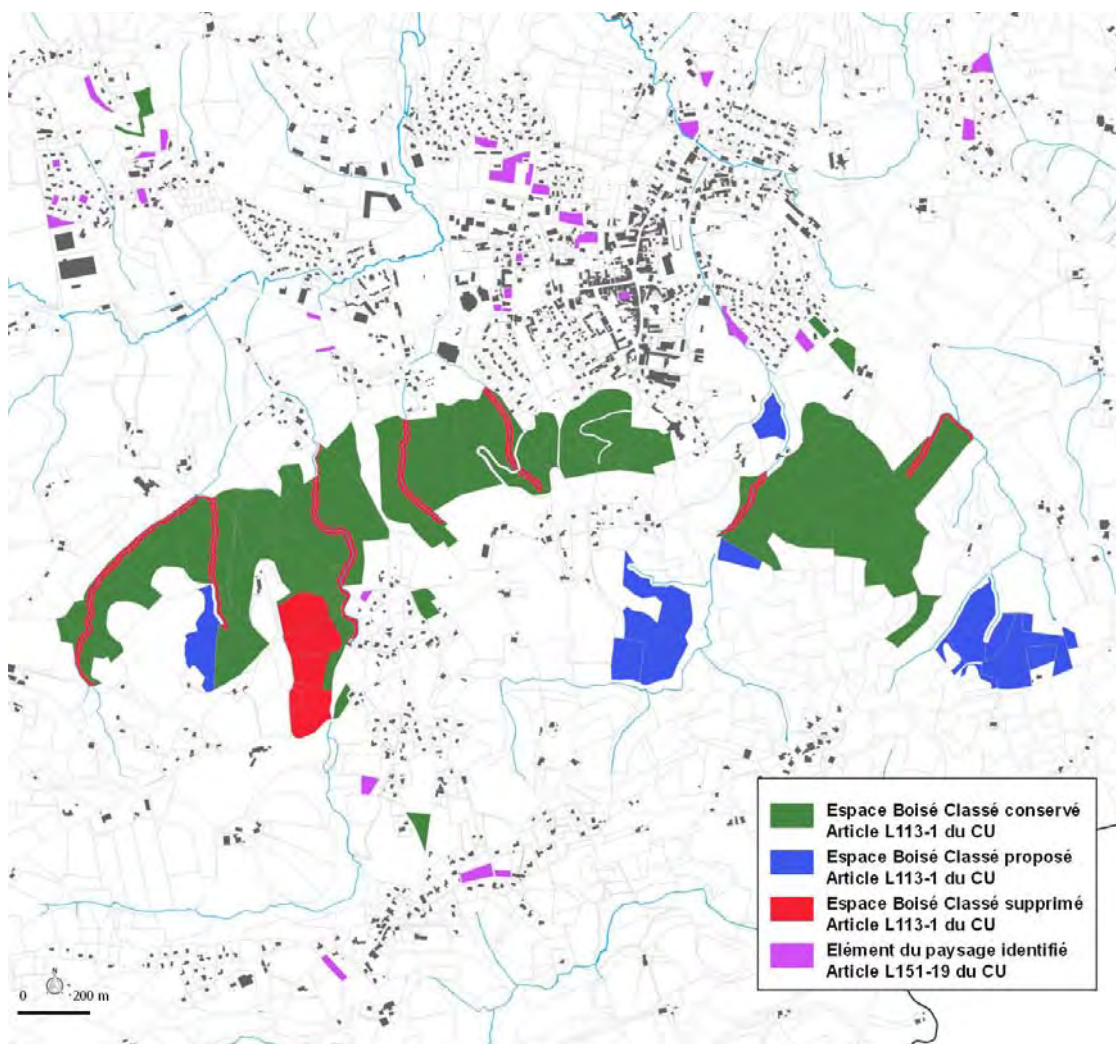 Espace Boisé Classé conservé
Article L113-1 du CU
Espace Boisé Classé proposé
Article L113-1 du CU
Espace Boisé Classé supprimé
Article L113-1 du CU
Elément du paysage identifié
Article L151-19 du CU
N
0 200 m